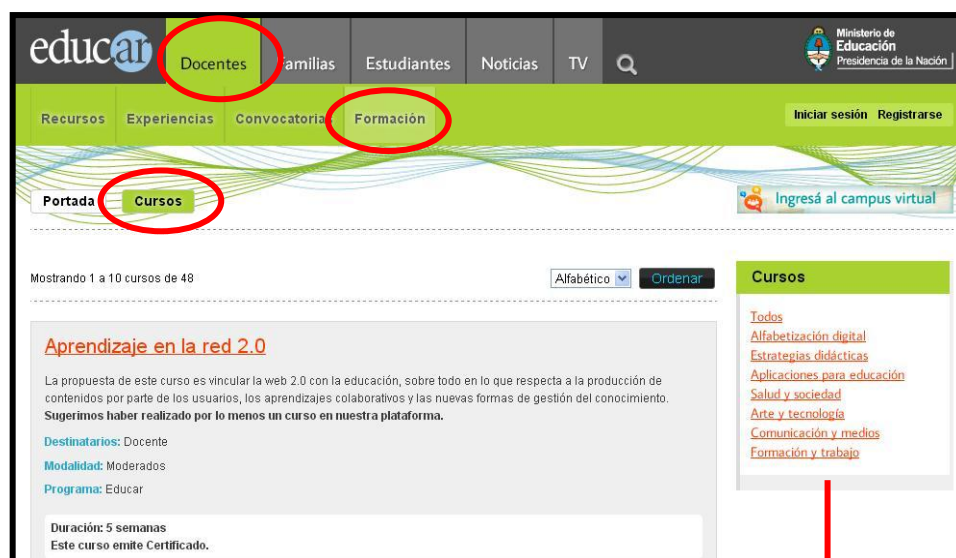 educar
Docentes Familias Estudiantes Noticias TV
Ministerio de
Educación
Presidencia de la Nación
Recursos Experiencias Convocatorias Formación
Iniciar sesión Registrarse
Portada Cursos
Ingresá al campus virtual
Mostrando 1 a 10 cursos de 48
Alfabético Ordenar
Aprendizaje en la red 2.0
La propuesta de este curso es vincular la web 2.0 con la educación, sobre todo en lo que respecta a la producción de
contenidos por parte de los usuarios, los aprendizajes colaborativos y las nuevas formas de gestión del conocimiento.
Sugerimos haber realizado por lo menos un curso en nuestra plataforma.
Destinatarios: Docente
Modalidad: Moderados
Programa: Educar
Duración: 5 semanas
Este curso emite Certificado.
Cursos
Todos
Alfabetización digital
Estrategias didácticas
Aplicaciones para educación
Salud y sociedad
Arte y tecnología
Comunicación y medios
Formación y trabajo